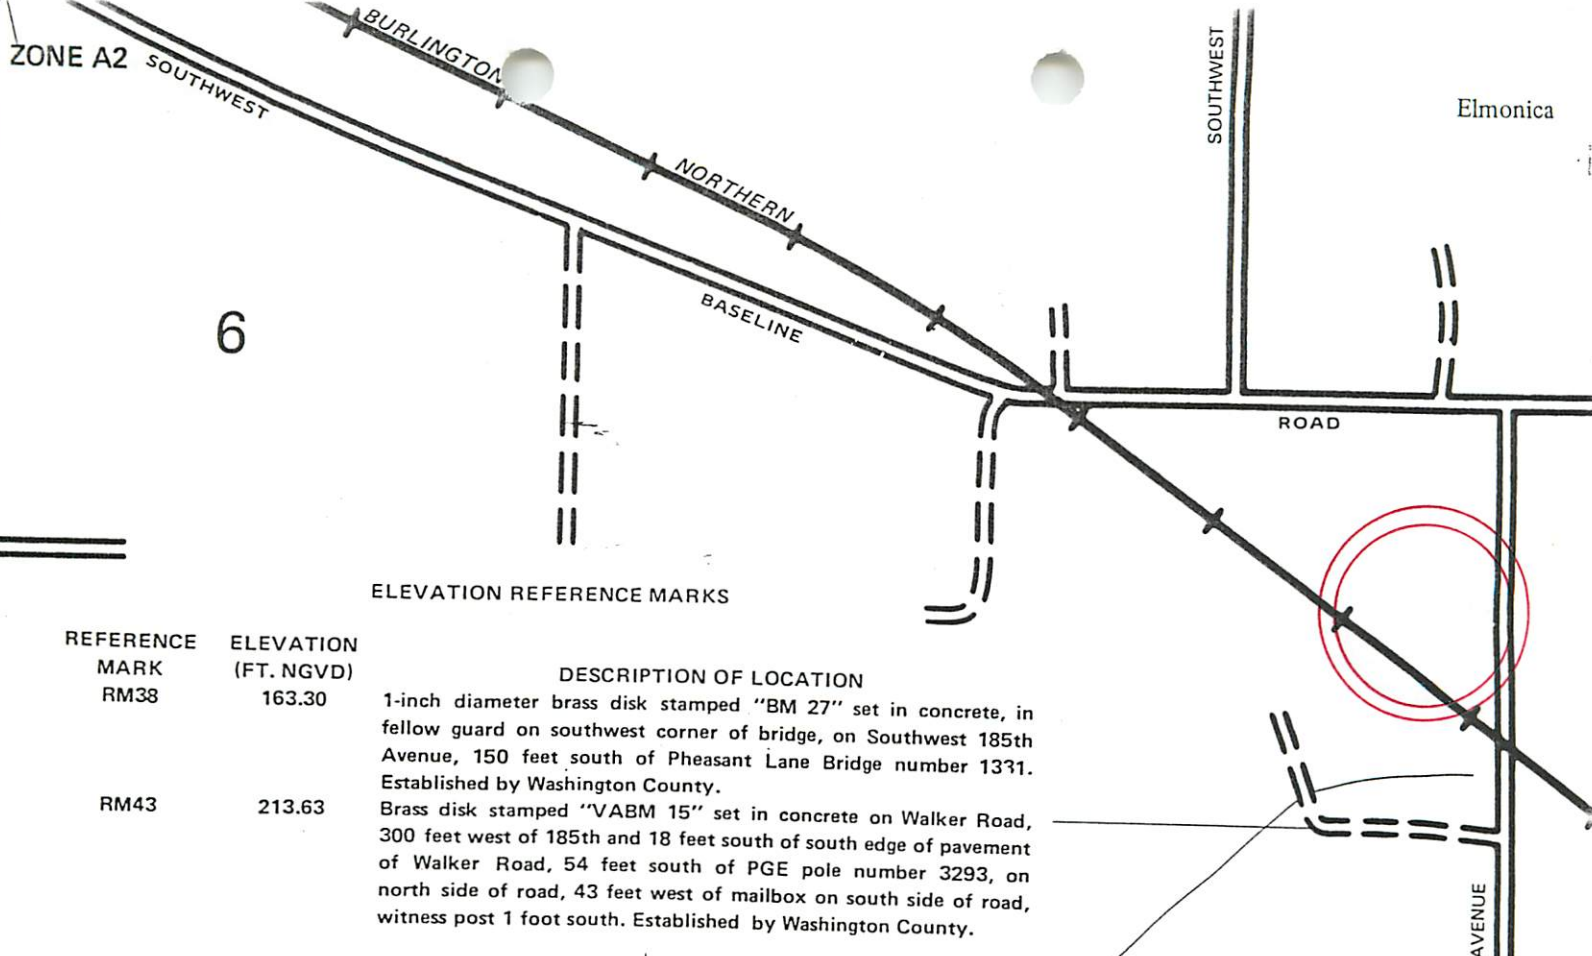 ZONE A2
SOUTHWEST
BURLINGTON
NORTHERN
BASELINE
SOUTHWEST
Elmonica
ROAD
6
ELEVATION REFERENCE MARKS
REFERENCE MARK
ELEVATION (FT. NGVD)
DESCRIPTION OF LOCATION
RM38 163.30 1-inch diameter brass disk stamped "BM 27" set in concrete, in
fellow guard on southwest corner of bridge, on Southwest 185th
Avenue, 150 feet south of Pheasant Lane Bridge number 1331.
Established by Washington County.
RM43 213.63 Brass disk stamped "VABM 15" set in concrete on Walker Road,
300 feet west of 185th and 18 feet south of south edge of pavement
of Walker Road, 54 feet south of PGE pole number 3293, on
north side of road, 43 feet west of mailbox on south side of road,
witness post 1 foot south. Established by Washington County.
AVENUE